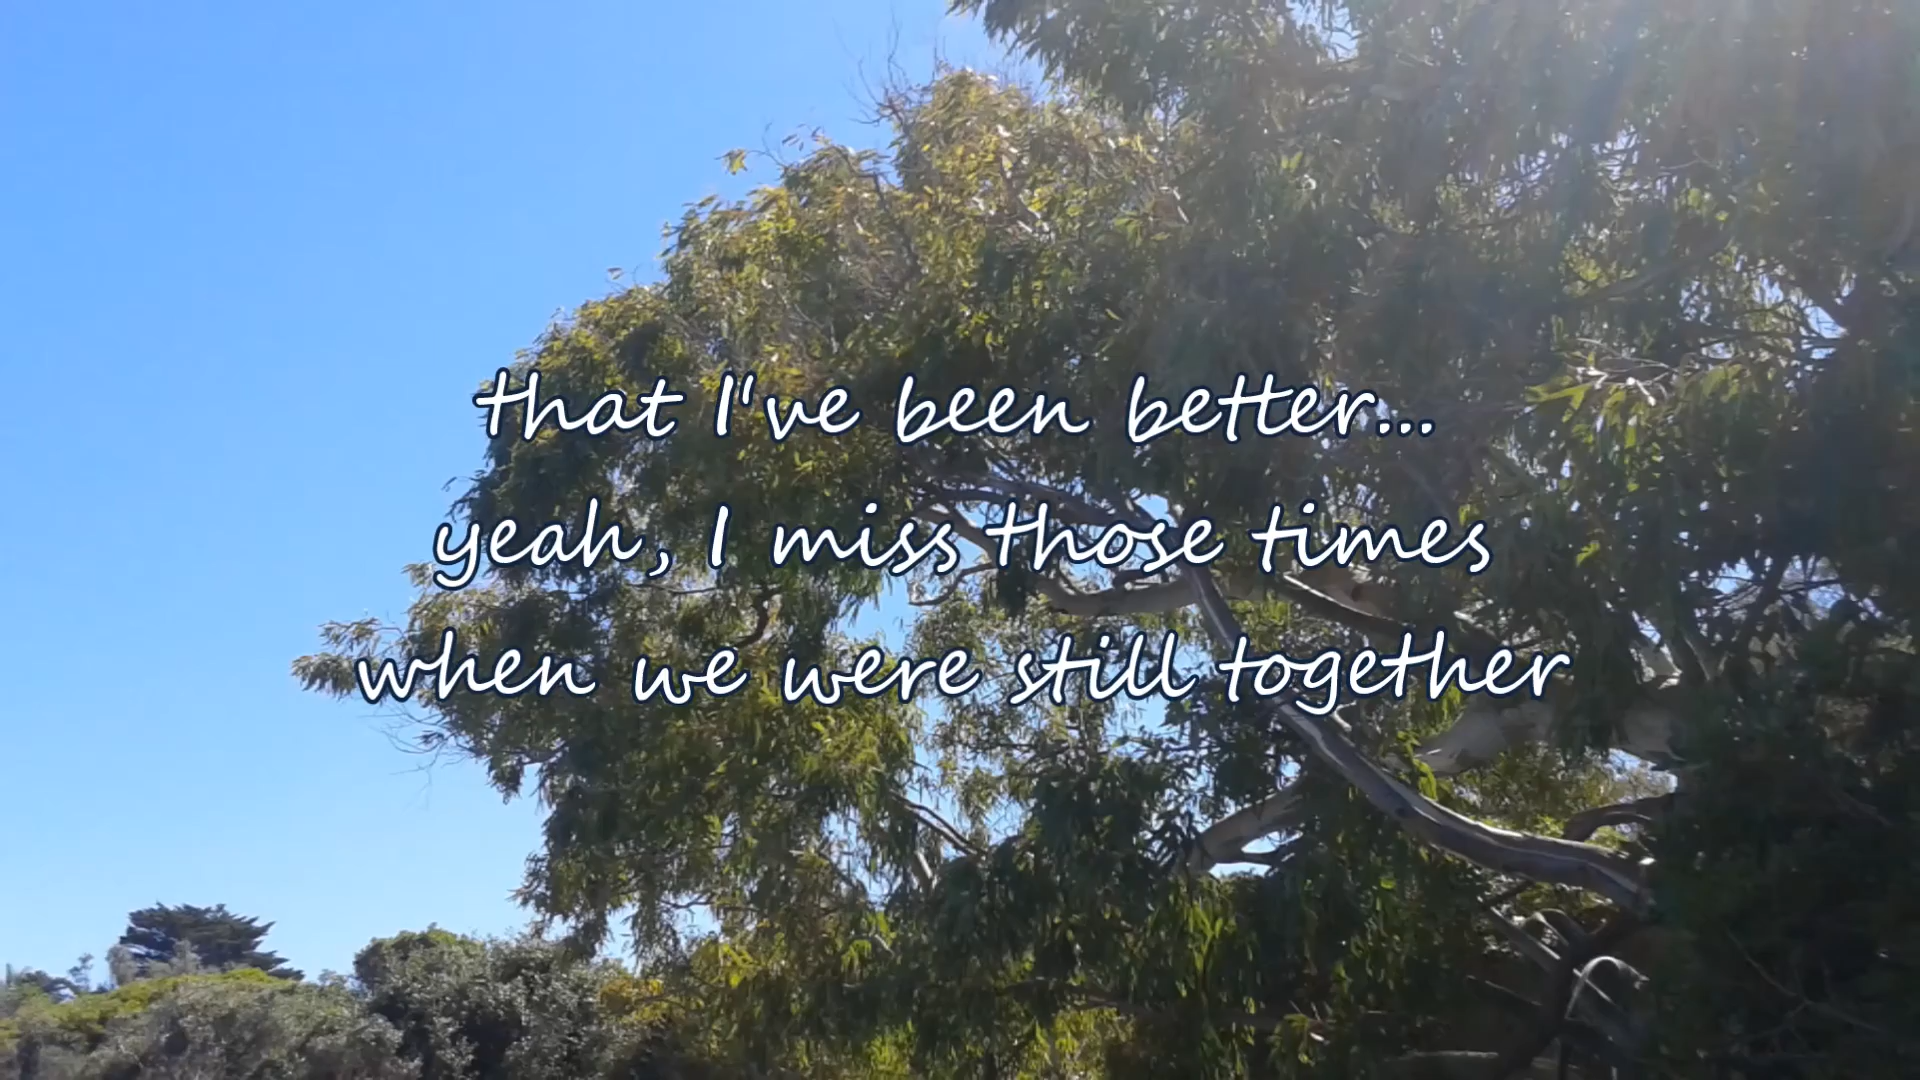 that I've been better...
yeah, I miss those times
when we were still together